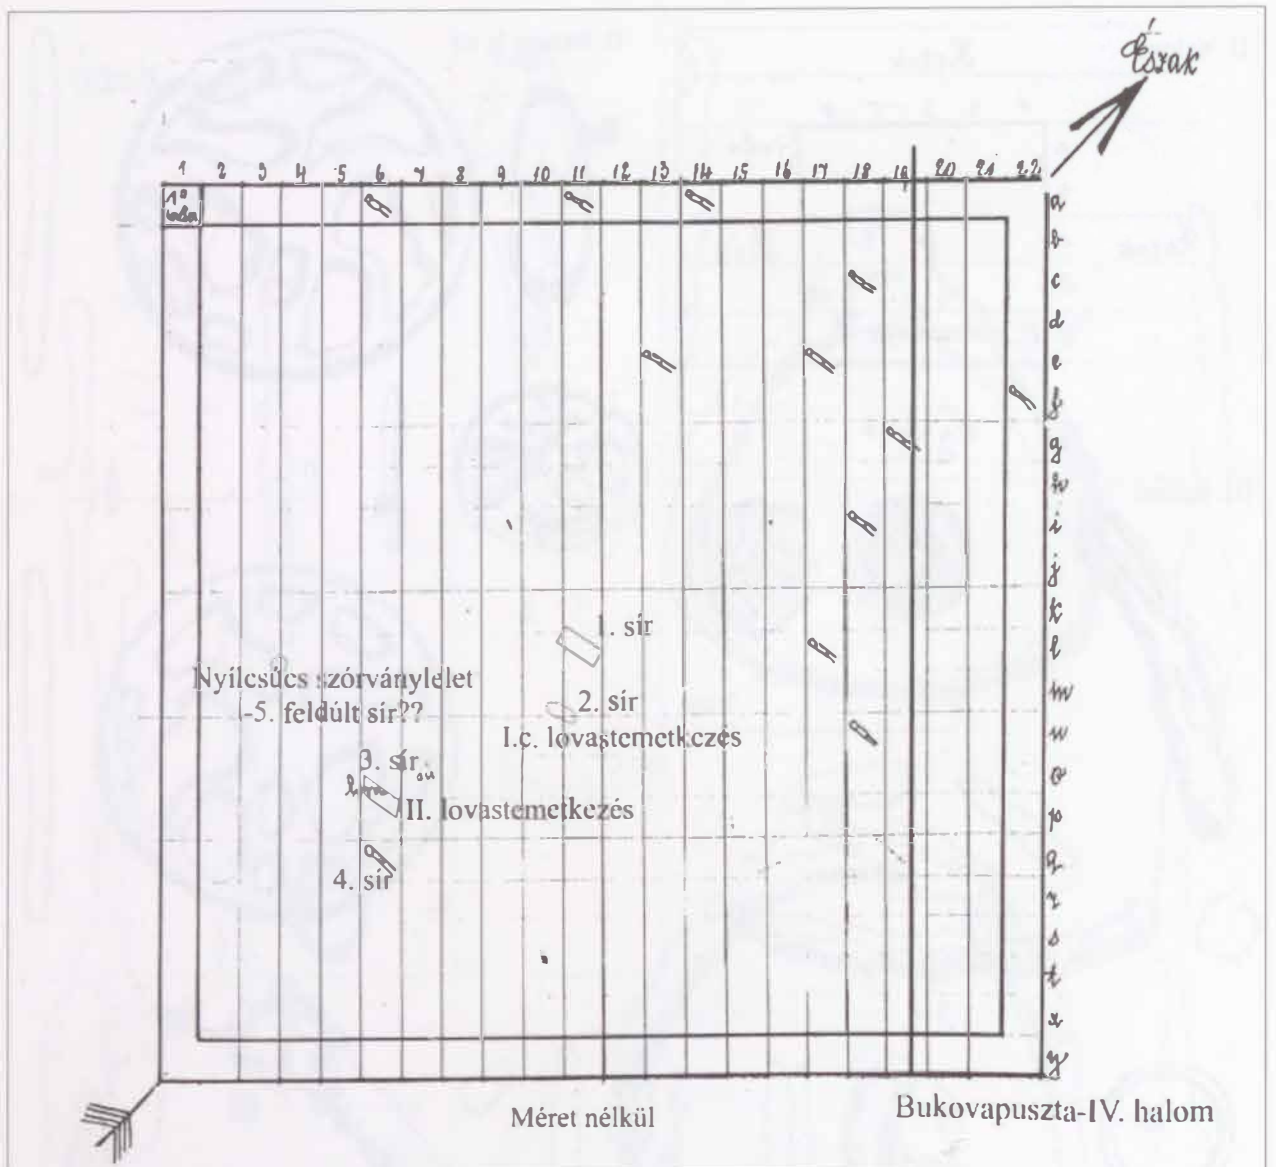 Észak
1 2 3 4 5 6 7 8 9 10 11 12 13 14 15 16 17 18 19 20 21 22
1º
a
b
c
d
e
f
g
h
i
j
k
l
m
n
o
p
q
r
s
t
x
y
1. sír
Nyílcsúcs szórványlelet
-5. feldúlt sír??
2. sír
I.c. lovastemetkezés
3. sír
II. lovastemetkezés
4. sír
Méret nélkül
Bukovapuszta-IV. halom